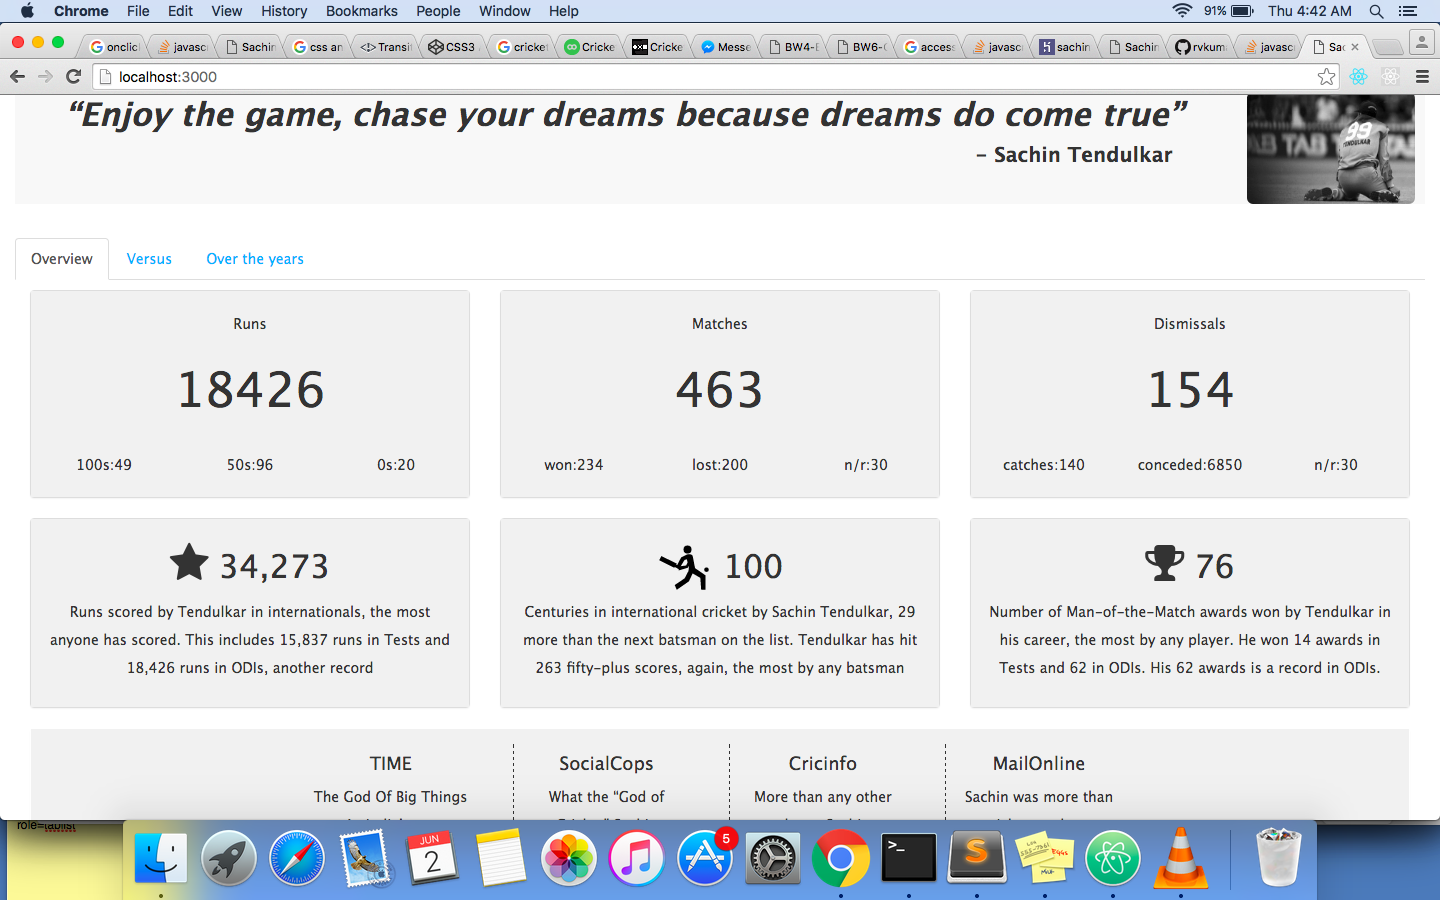 Chrome File Edit View History Bookmarks People Window Help 91% Thu 4:42 AM
onclic javasc Sachin css an Transit CSS3 cricket Cricke Cricke Messe BW4-E BW6-C access javasc sachin Sachin rvkum javasc Sac
localhost:3000
“Enjoy the game, chase your dreams because dreams do come true”
- Sachin Tendulkar
99
TENDULKAR
TAB TAB
Overview Versus Over the years
Runs
18426
100s:49 50s:96 0s:20
Matches
463
won:234 lost:200 n/r:30
Dismissals
154
catches:140 conceded:6850 n/r:30
34,273
Runs scored by Tendulkar in internationals, the most
anyone has scored. This includes 15,837 runs in Tests and
18,426 runs in ODIs, another record
100
Centuries in international cricket by Sachin Tendulkar, 29
more than the next batsman on the list. Tendulkar has hit
263 fifty-plus scores, again, the most by any batsman
76
Number of Man-of-the-Match awards won by Tendulkar in
his career, the most by any player. He won 14 awards in
Tests and 62 in ODIs. His 62 awards is a record in ODIs.
TIME
The God Of Big Things
SocialCops
What the “God of
Cricinfo
More than any other
MailOnline
Sachin was more than
role=tablist
JUN
2
5
>_
S
Eggs
Milk